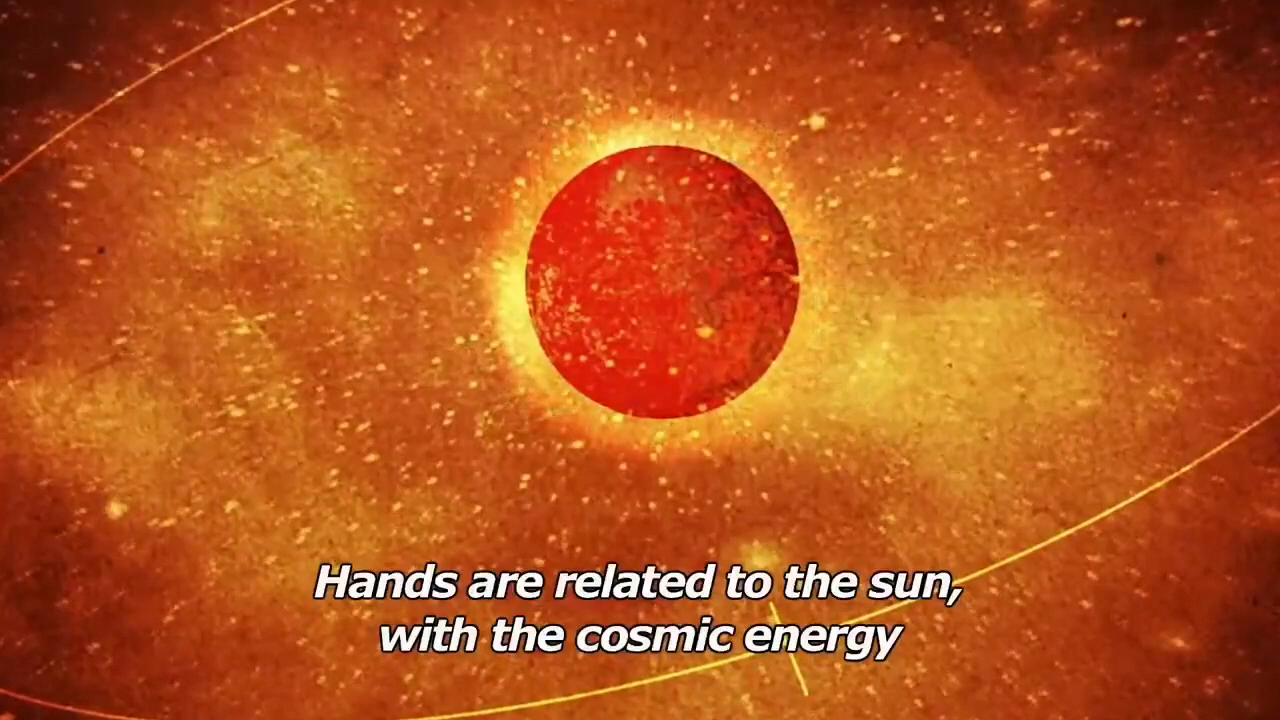 Hands are related to the sun,
with the cosmic energy